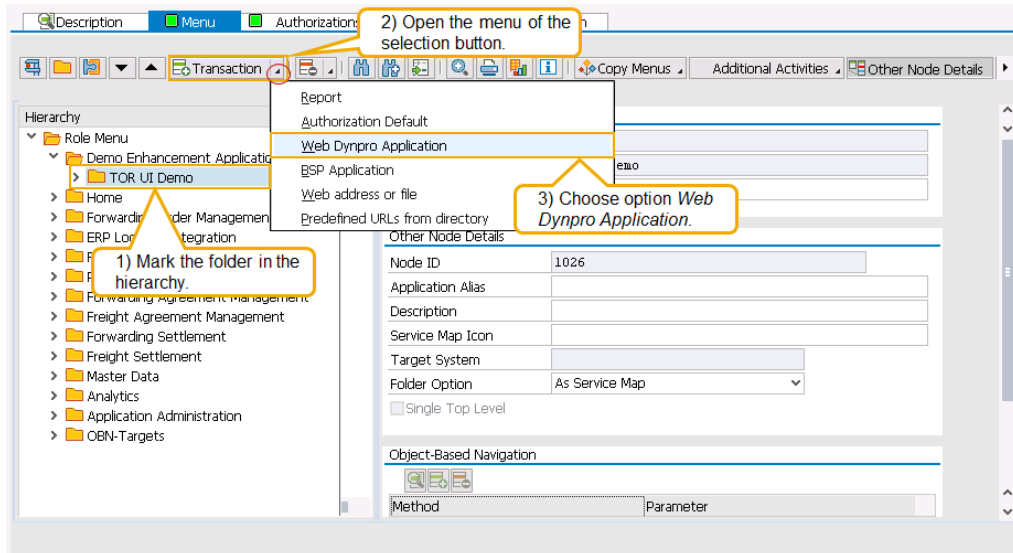 Description
Menu
Authorizations
2) Open the menu of the
selection button.
Transaction
Copy Menus
Additional Activities
Other Node Details
Report
Authorization Default
Web Dynpro Application
BSP Application
Web address or file
Predefined URLs from directory
3) Choose option Web
Dynpro Application.
Hierarchy
Role Menu
Demo Enhancement Applicatio
TOR UI Demo
Home
Forwarding Order Managemen
ERP Lo tegration
1) Mark the folder in the
hierarchy.
Forwarding Agreement Management
Freight Agreement Management
Forwarding Settlement
Freight Settlement
Master Data
Analytics
Application Administration
OBN-Targets
emo
Other Node Details
Node ID
1026
Application Alias
Description
Service Map Icon
Target System
Folder Option
As Service Map
Single Top Level
Object-Based Navigation
Method
Parameter